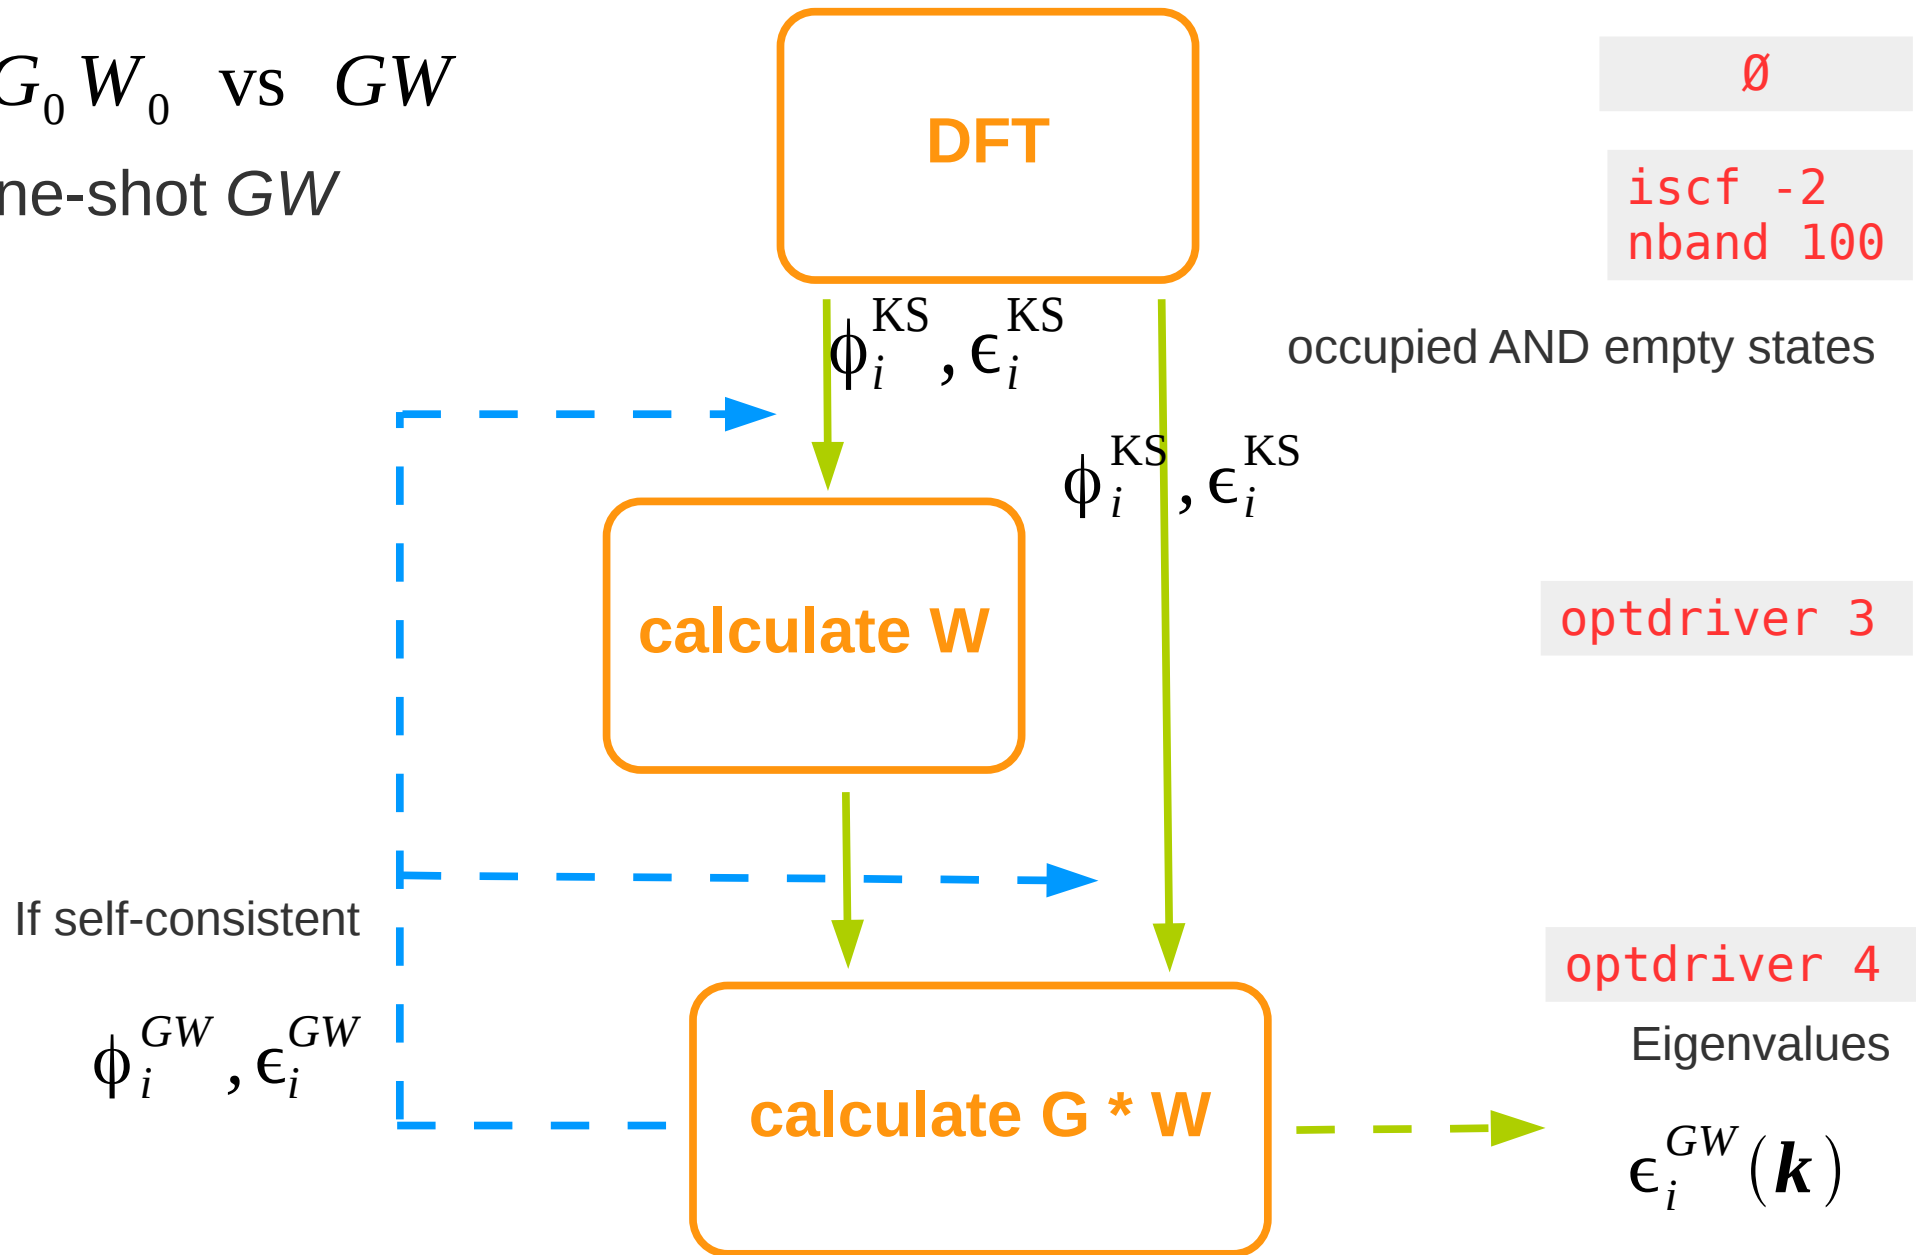 G₀W₀ vs GW
ne-shot GW
DFT
Ø
iscf -2
nband 100
ϕᵢᴷˢ, ϵᵢᴷˢ
occupied AND empty states
ϕᵢᴷˢ, ϵᵢᴷˢ
calculate W
optdriver 3
If self-consistent
optdriver 4
ϕᵢᴳᵂ, ϵᵢᴳᵂ
Eigenvalues
calculate G * W
ϵᵢᴳᵂ(k)